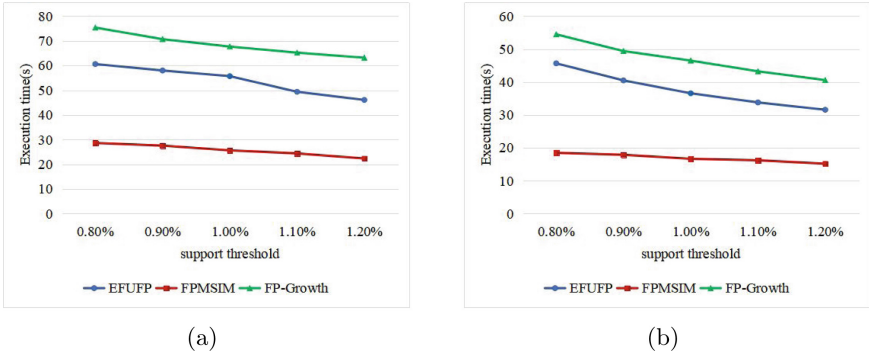 80
70
60
50
40
30
20
10
0
Execution time(s)
0.80% 0.90% 1.00% 1.10% 1.20%
support threshold
EFUFP FPMSIM FP-Growth
(a)
60
50
40
30
20
10
0
Execution time(s)
0.80% 0.90% 1.00% 1.10% 1.20%
support threshold
EFUFP FPMSIM FP-Growth
(b)